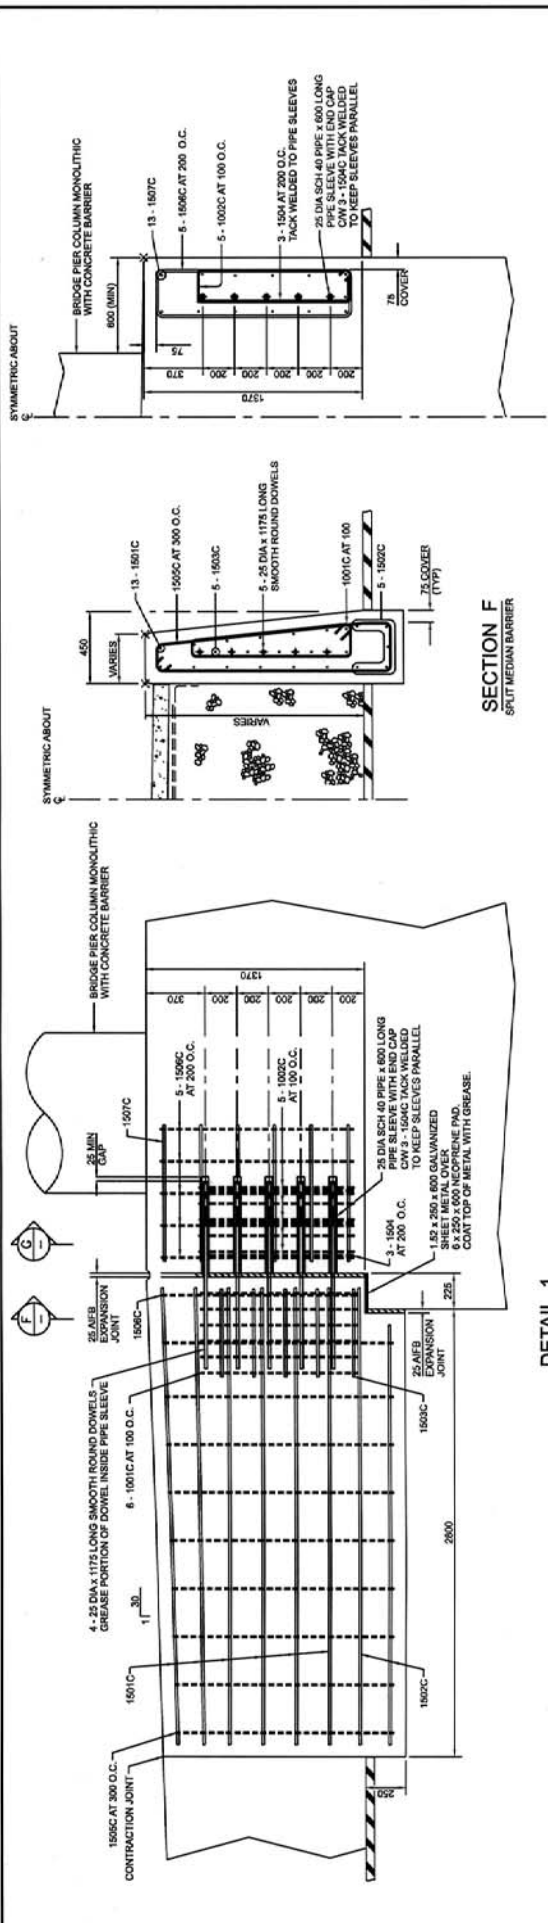 SYMMETRIC ABOUT
℄
BRIDGE PIER COLUMN MONOLITHIC
WITH CONCRETE BARRIER
600 (MIN)
13 - 1507C
5 - 1506C AT 200 O.C.
5 - 1002C AT 100 O.C.
3 - 1504 AT 200 O.C.
TACK WELDED TO PIPE SLEEVES
25 DIA SCH 40 PIPE x 600 LONG
PIPE SLEEVE WITH END CAP
C/W 3 - 1504C TACK WELDED
TO KEEP SLEEVES PARALLEL
75
370
200
200
200
200
1370
75
COVER
SYMMETRIC ABOUT
℄
450
VARIES
13 - 1501C
1505C AT 300 O.C.
5 - 1503C
5 - 25 DIA x 1175 LONG
SMOOTH ROUND DOWELS
1001C AT 100
5 - 1502C
VARIES
75 COVER
(TYP)
SECTION F
SPLIT MEDIAN BARRIER
BRIDGE PIER COLUMN MONOLITHIC
WITH CONCRETE BARRIER
25 MIN
GAP
1507C
5 - 1506C
AT 200 O.C.
5 - 1002C
AT 100 O.C.
370
200
200
200
200
1370
25 DIA SCH 40 PIPE x 600 LONG
PIPE SLEEVE WITH END CAP
C/W 3 - 1504C TACK WELDED
TO KEEP SLEEVES PARALLEL
3 - 1504
AT 200 O.C.
1.52 x 250 x 600 GALVANIZED
SHEET METAL OVER
6 x 250 x 600 NEOPRENE PAD.
COAT TOP OF METAL WITH GREASE.
G
F
25 AIFB
EXPANSION
JOINT
1506C
4 - 25 DIA x 1175 LONG SMOOTH ROUND DOWELS
GREASE PORTION OF DOWEL INSIDE PIPE SLEEVE
6 - 1001C AT 100 O.C.
30
1
1501C
1505C AT 300 O.C.
CONTRACTION JOINT
225
25 AIFB
EXPANSION
JOINT
1503C
2800
1502C
250
DETAIL 1